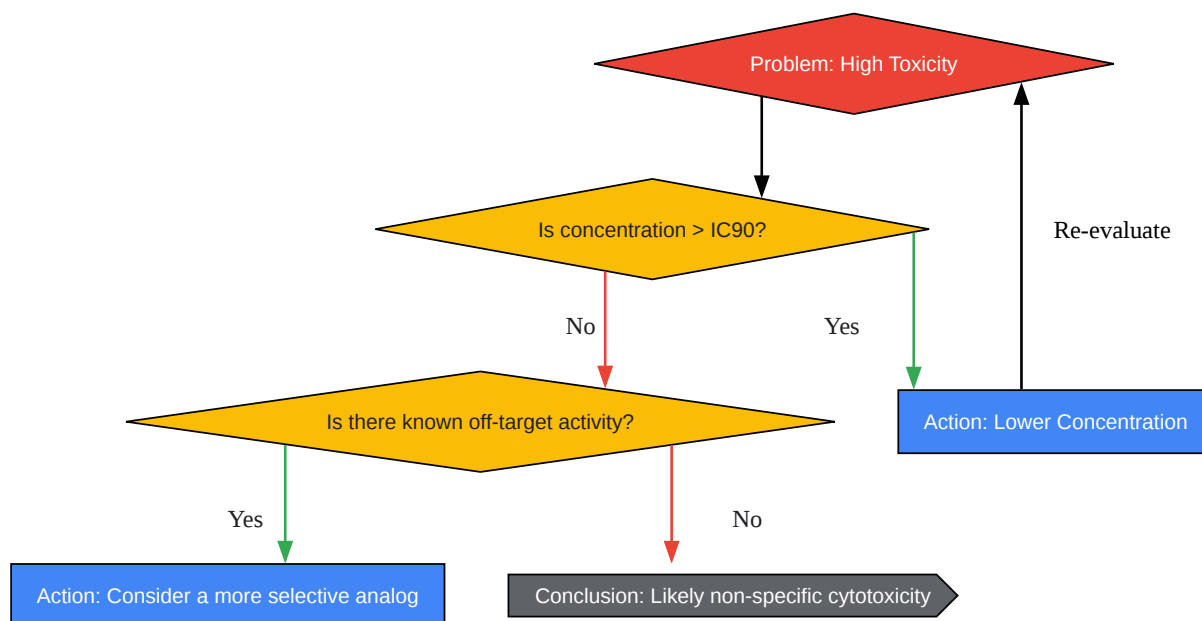 Problem: High Toxicity
Is concentration > IC90?
Re-evaluate
No
Yes
Is there known off-target activity?
Action: Lower Concentration
Yes
No
Action: Consider a more selective analog
Conclusion: Likely non-specific cytotoxicity